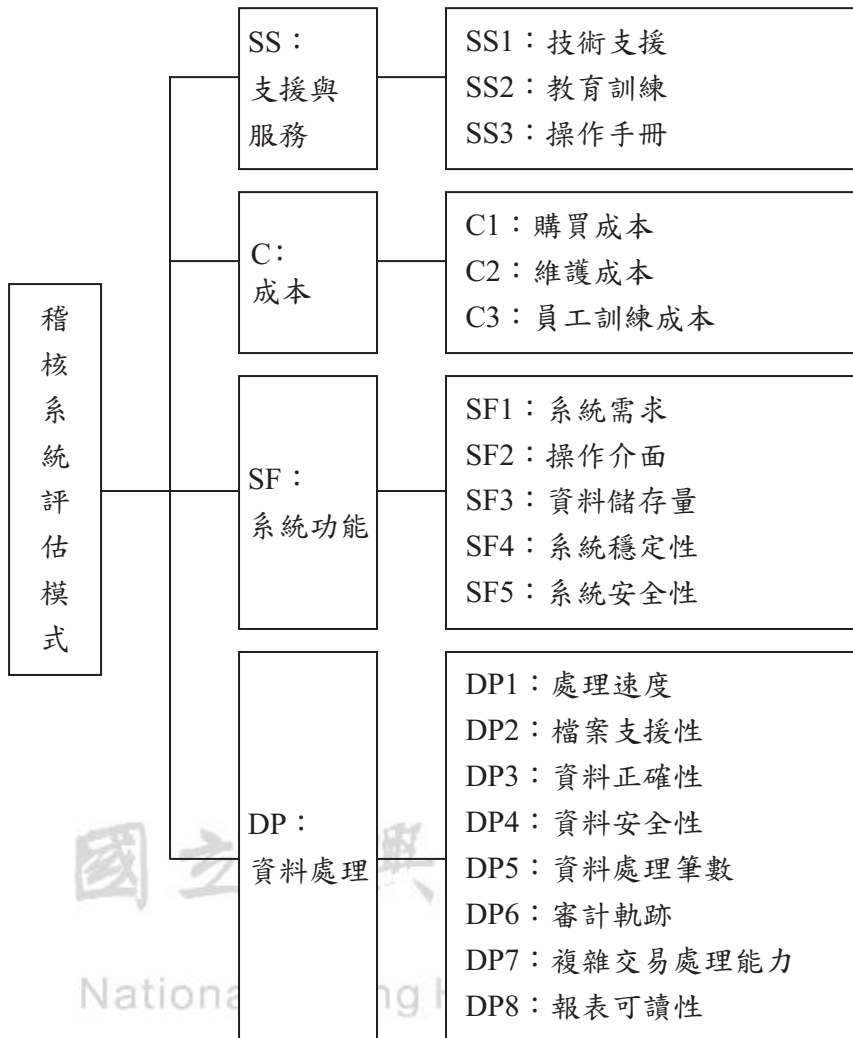 SS：
支援與
服務
SS1：技術支援
SS2：教育訓練
SS3：操作手冊
C：
成本
C1：購買成本
C2：維護成本
C3：員工訓練成本
稽
核
系
統
評
估
模
式
SF：
系統功能
SF1：系統需求
SF2：操作介面
SF3：資料儲存量
SF4：系統穩定性
SF5：系統安全性
DP：
資料處理
DP1：處理速度
DP2：檔案支援性
DP3：資料正確性
DP4：資料安全性
DP5：資料處理筆數
DP6：審計軌跡
DP7：複雜交易處理能力
DP8：報表可讀性
國立 興